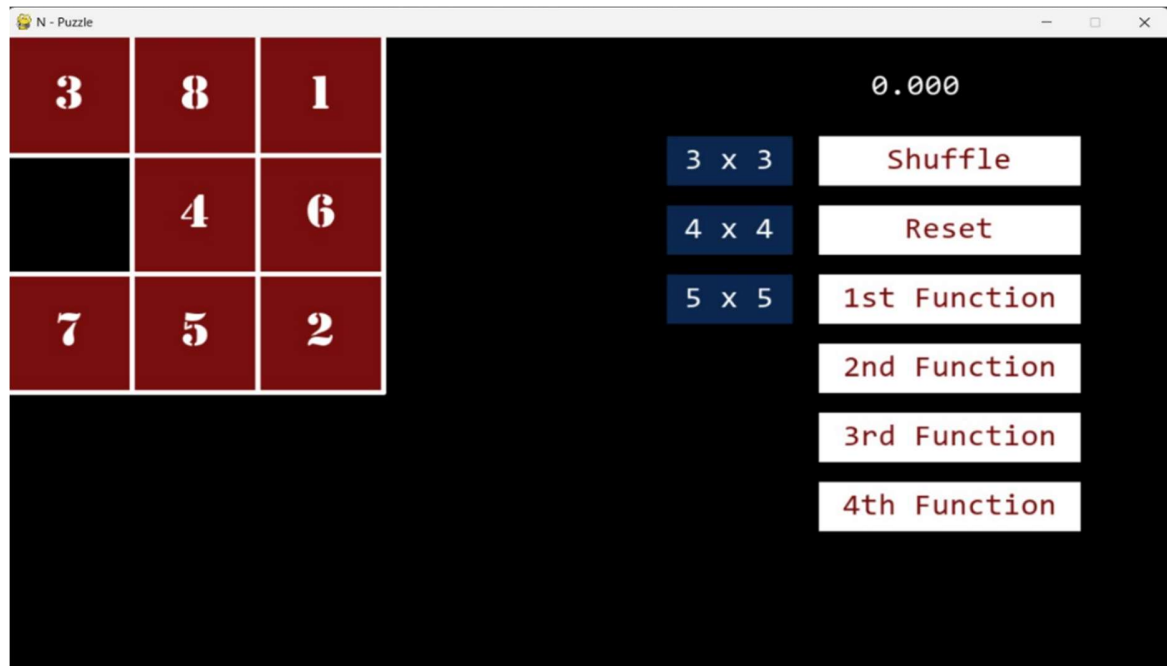 N - Puzzle
3 8 1
4 6
7 5 2
0.000
3 x 3 Shuffle
4 x 4 Reset
5 x 5 1st Function
2nd Function
3rd Function
4th Function